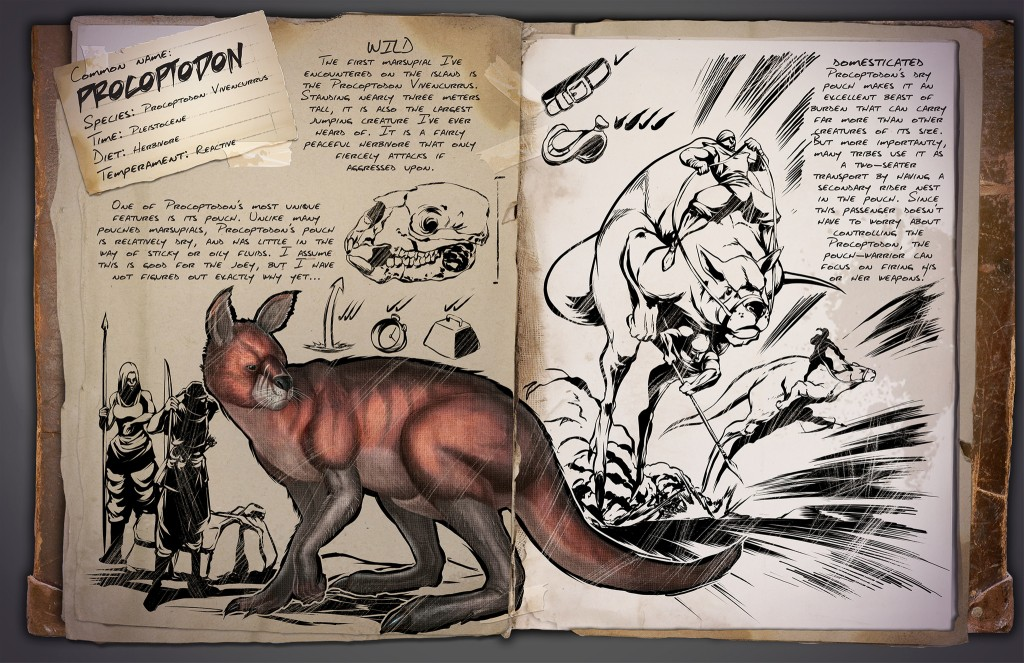 Common name:
Procoptodon
Species: Procoptodon Vivencurrus
Time: Pleistocene
Diet: Herbivore
Temperament: Reactive
Wild
The first marsupial I've
encountered on the island is
the Procoptodon Vivencurrus.
Standing nearly three meters
tall, it is also the largest
jumping creature I've ever
heard of. It is a fairly
peaceful herbivore that only
fiercely attacks if
aggressed upon.
One of Procoptodon's most unique
features is its pouch. Unlike many
pouched marsupials, Procoptodon's pouch
is relatively dry, and has little in the
way of sticky or oily fluids. I assume
this is good for the joey, but I have
not figured out exactly why yet...
Domesticated
Procoptodon's dry
pouch makes it an
excellent beast of
burden that can carry
far more than other
creatures of its size.
But more importantly,
many tribes use it as
a two-seater
transport by having a
secondary rider nest
in the pouch. Since
this passenger doesn't
have to worry about
controlling the
Procoptodon, the
pouch-warrior can
focus on firing his
or her weapons.